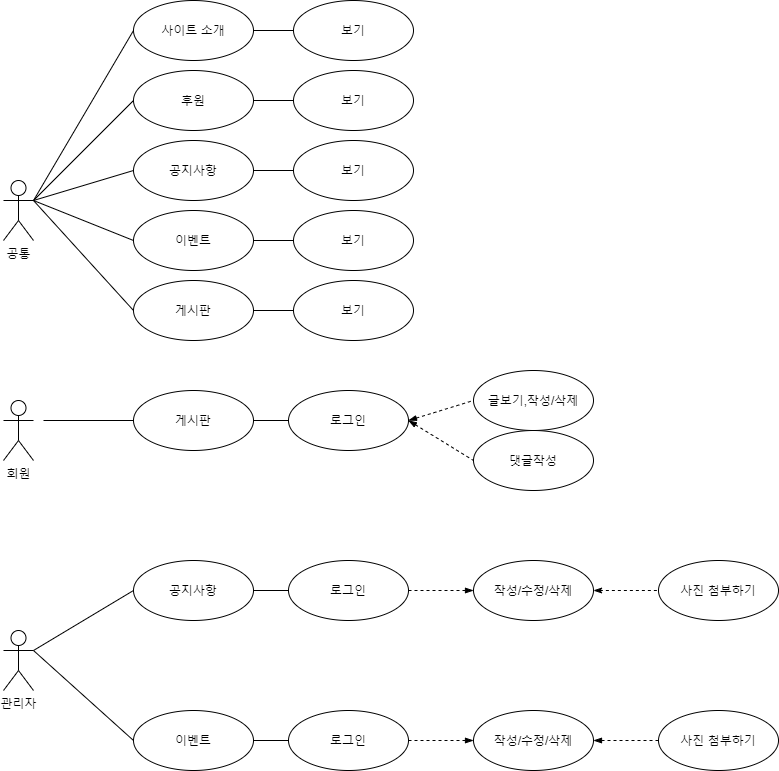 사이트 소개
보기
후원
보기
공지사항
보기
공통
이벤트
보기
게시판
보기
회원
게시판
로그인
글보기,작성/삭제
댓글작성
관리자
공지사항
로그인
작성/수정/삭제
사진 첨부하기
이벤트
로그인
작성/수정/삭제
사진 첨부하기